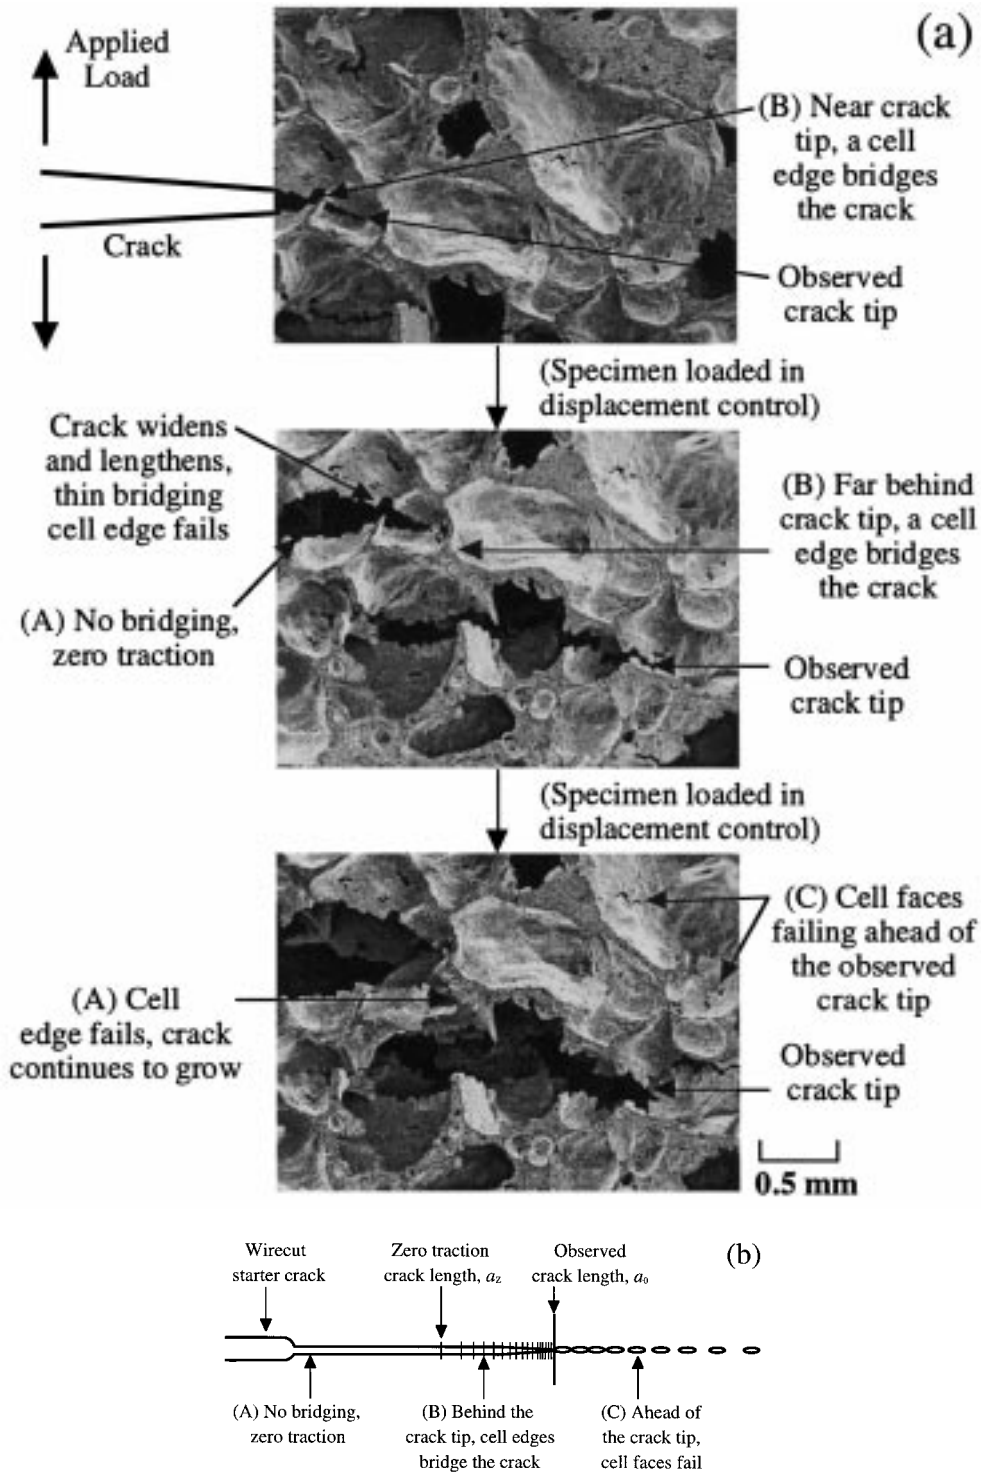 (a)
Applied
Load
Crack
(B) Near crack
tip, a cell
edge bridges
the crack
Observed
crack tip
(Specimen loaded in
displacement control)
Crack widens
and lengthens,
thin bridging
cell edge fails
(A) No bridging,
zero traction
(B) Far behind
crack tip, a cell
edge bridges
the crack
Observed
crack tip
(Specimen loaded in
displacement control)
(A) Cell
edge fails, crack
continues to grow
(C) Cell faces
failing ahead of
the observed
crack tip
Observed
crack tip
0.5 mm
(b)
Wirecut
starter crack
Zero traction
crack length, a_z
Observed
crack length, a_0
(A) No bridging,
zero traction
(B) Behind the
crack tip, cell edges
bridge the crack
(C) Ahead of
the crack tip,
cell faces fail